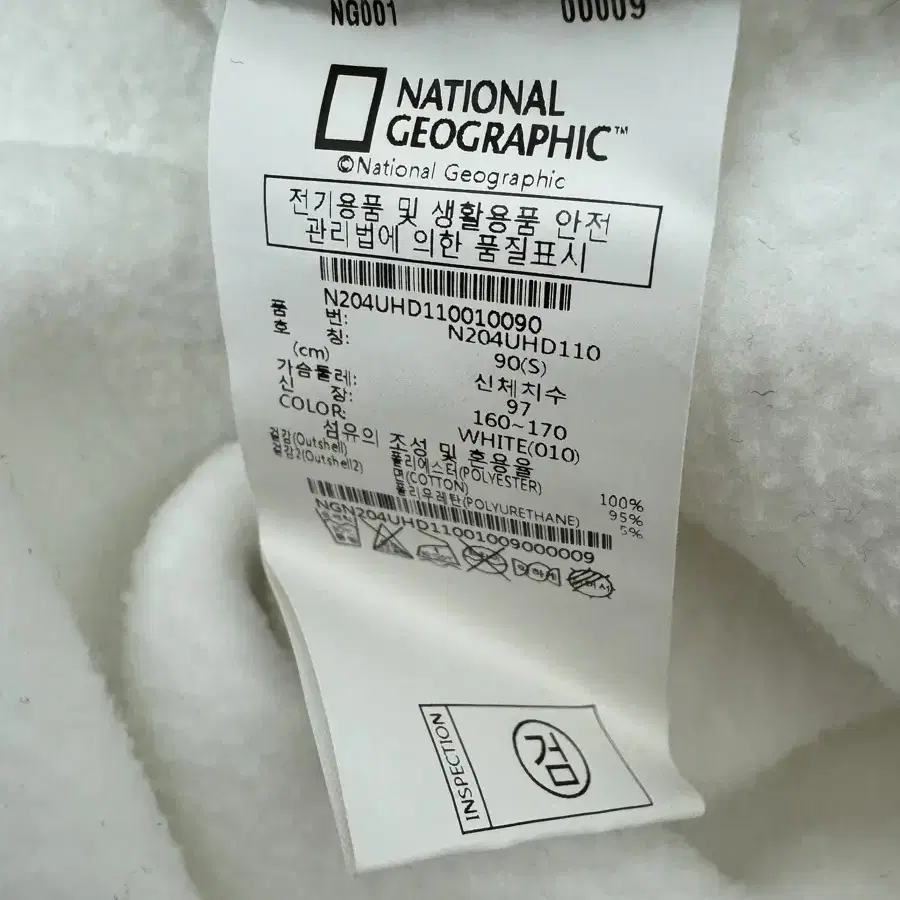 NG001 00009
NATIONAL
GEOGRAPHIC™
©National Geographic
전기용품 및 생활용품 안전
관리법에 의한 품질표시
N204UHD110010090
품 번: N204UHD110
호 칭: 90(S)
(cm) 신체치수
가슴둘레: 97
신 장: 160~170
COLOR: WHITE(010)
섬유의 조성 및 혼용율
겉감(Outshell) 폴리에스터(POLYESTER) 100%
겉감2(Outshell2) 면(COTTON) 95%
폴리우레탄(POLYURETHANE) 5%
NGN204UHD11001009000009
약하게
INSPECTION
검